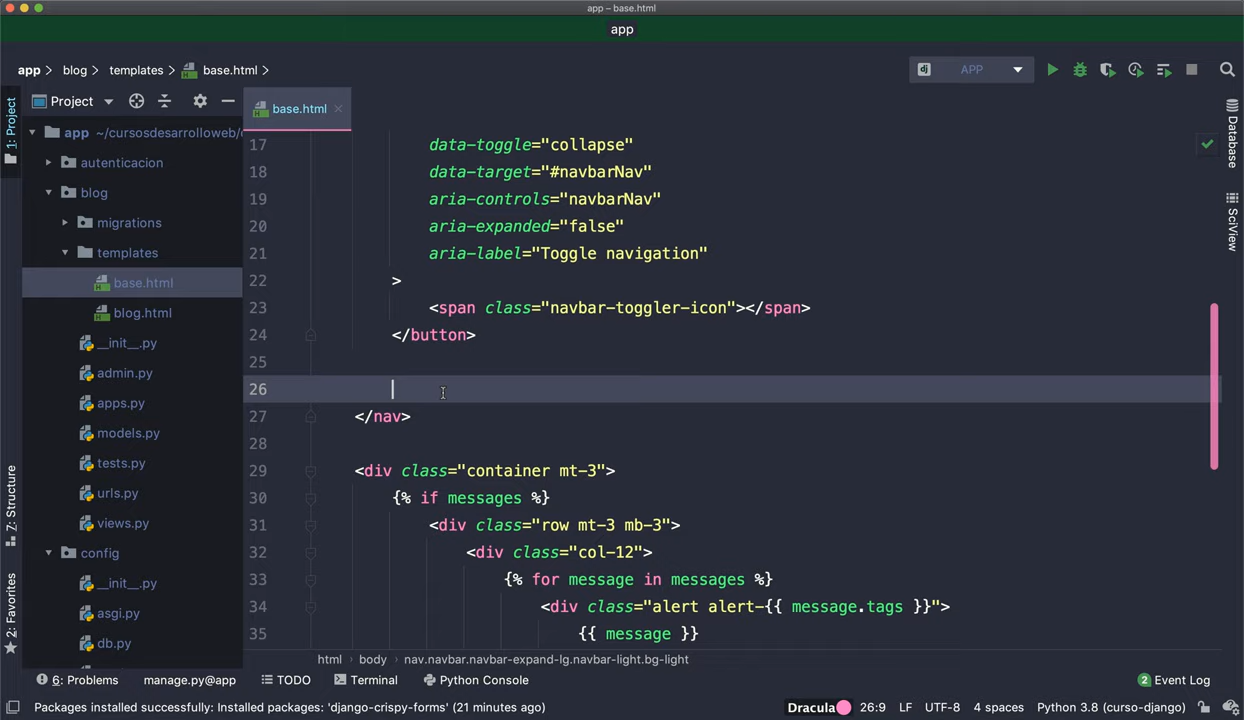 app – base.html
app
app blog templates base.html
dj APP
1: Project
Project
base.html
Database
SciView
app ~/cursosdesarrolloweb/
autenticacion
blog
migrations
templates
base.html
blog.html
__init__.py
admin.py
apps.py
models.py
tests.py
urls.py
views.py
config
__init__.py
asgi.py
db.py
7: Structure
2: Favorites
17 data-toggle="collapse"
18 data-target="#navbarNav"
19 aria-controls="navbarNav"
20 aria-expanded="false"
21 aria-label="Toggle navigation"
22 >
23 <span class="navbar-toggler-icon"></span>
24 </button>
25
26
27 </nav>
28
29 <div class="container mt-3">
30 {% if messages %}
31 <div class="row mt-3 mb-3">
32 <div class="col-12">
33 {% for message in messages %}
34 <div class="alert alert-{{ message.tags }}">
35 {{ message }}
html body nav.navbar.navbar-expand-lg.navbar-light.bg-light
6: Problems manage.py@app TODO Terminal Python Console 2 Event Log
Packages installed successfully: Installed packages: 'django-crispy-forms' (21 minutes ago) Dracula 26:9 LF UTF-8 4 spaces Python 3.8 (curso-django)